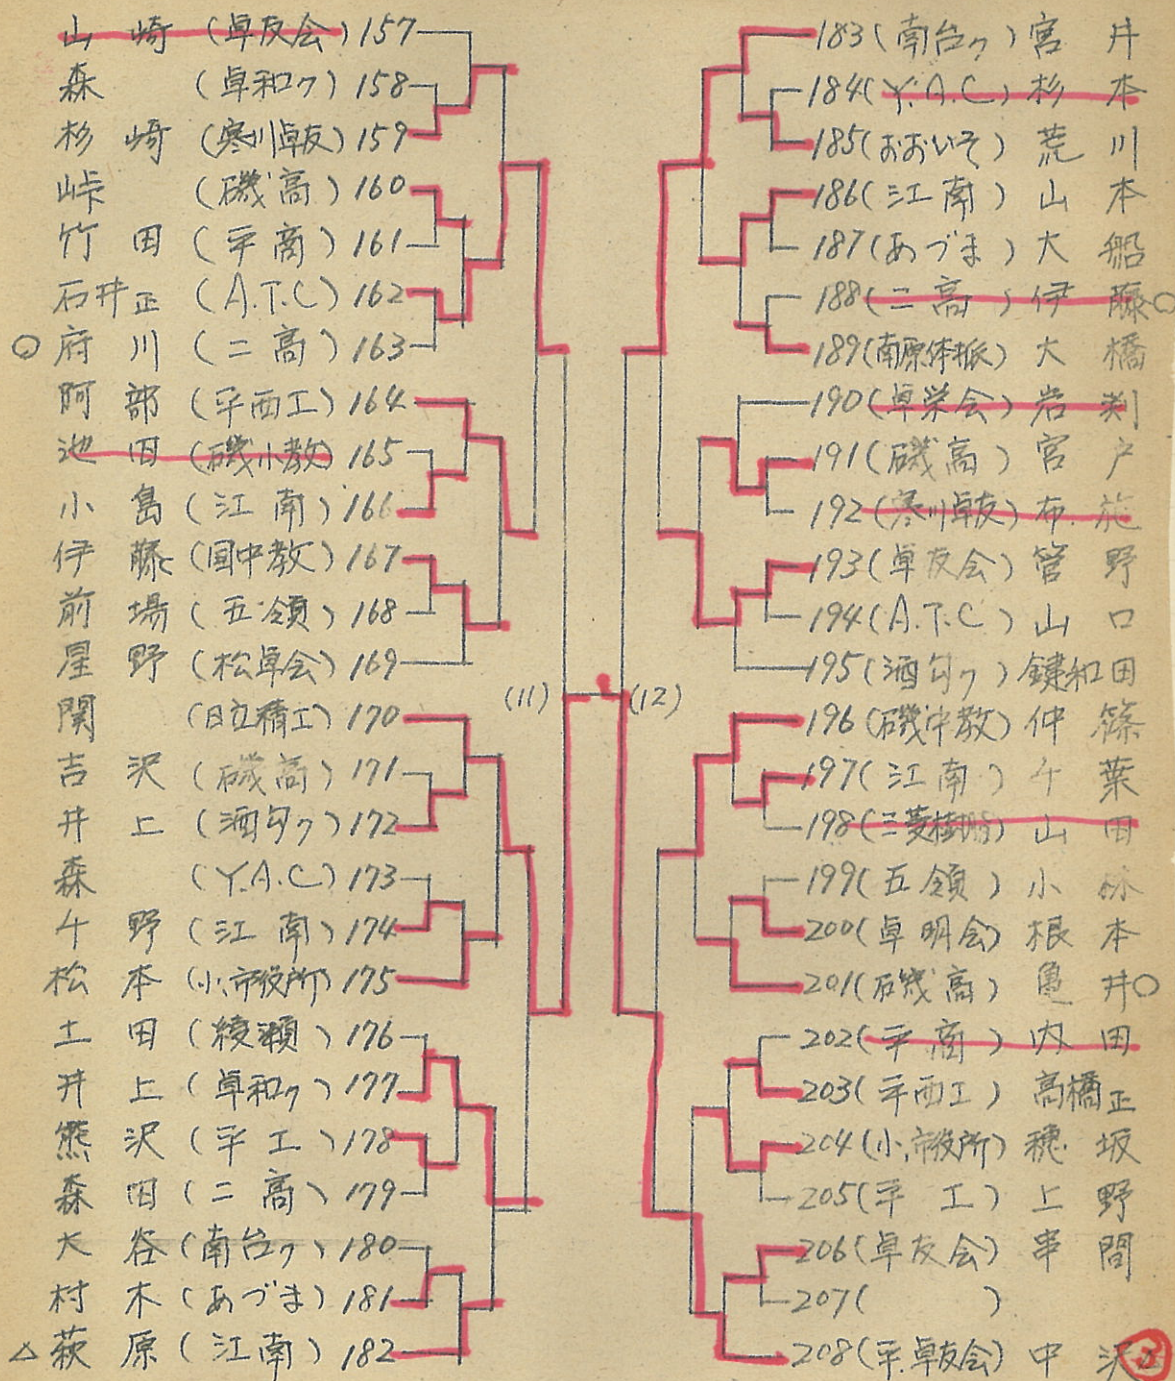 山崎 (卓友会) 157
森 (卓和ク) 158
杉崎 (寒川卓友) 159
峠 (磯高) 160
竹田 (平商) 161
石井正 (A.T.C) 162
○ 府川 (二高) 163
阿部 (平西工) 164
池田 (磯小教) 165
小島 (江南) 166
伊藤 (国中教) 167
前場 (五領) 168
星野 (松卓会) 169
関 (日立精工) 170
吉沢 (磯高) 171
井上 (酒匂ク) 172
森 (Y.A.C) 173
千野 (江南) 174
松本 (小、市役所) 175
土田 (綾瀬) 176
井上 (卓和ク) 177
熊沢 (平工) 178
森田 (二高) 179
大谷 (南台ク) 180
村木 (あづま) 181
△ 萩原 (江南) 182
(11)
(12)
183 (南台ク) 宮井
184 (Y.A.C) 杉本
185 (おおいそ) 荒川
186 (江南) 山本
187 (あづま) 大船
188 (二高) 伊藤 ○
189 (南原体振) 大橋
190 (卓栄会) 岩渕
191 (磯高) 宮戸
192 (寒川卓友) 布施
193 (卓友会) 菅野
194 (A.T.C) 山口
195 (酒匂ク) 鍵和田
196 (磯中教) 仲篠
197 (江南) 千葉
198 (三菱樹脂) 山田
199 (五領) 小林
200 (卓明会) 根本
201 (磯高) 亀井 ○
202 (平商) 内田
203 (平西工) 高橋正
204 (小、市役所) 穂坂
205 (平工) 上野
206 (卓友会) 串間
207 ( )
208 (平卓友会) 中沢
3